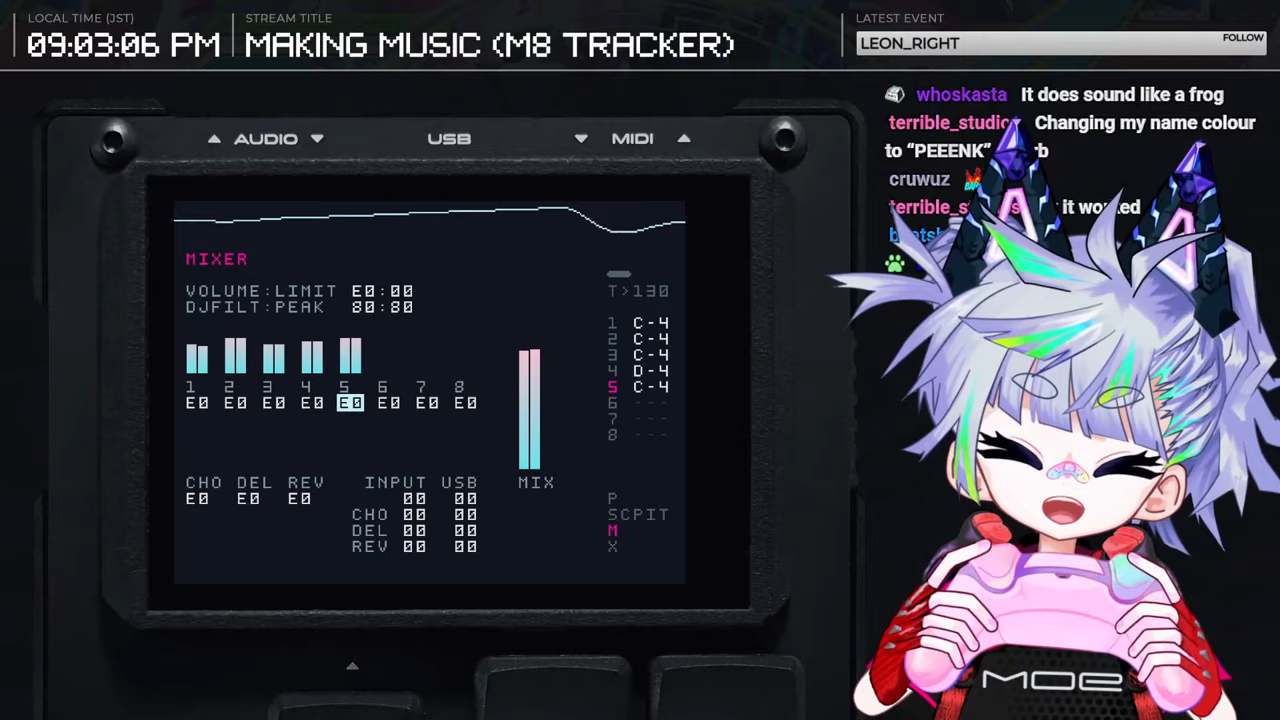 LOCAL TIME (JST)
09:03:06 PM
STREAM TITLE
MAKING MUSIC (M8 TRACKER)
LATEST EVENT
LEON_RIGHT
FOLLOW
whoskasta It does sound like a frog
terrible_studio Changing my name colour
to “PEEENK”
cruwuz
it worked
AUDIO
USB
MIDI
MIXER
VOLUME:LIMIT E0:00
DJFILT:PEAK 80:80
1 2 3 4 5 6 7 8
E0 E0 E0 E0 E0 E0 E0 E0
CHO DEL REV
E0 E0 E0
INPUT USB
00 00
CHO 00 00
DEL 00 00
REV 00 00
MIX
T>130
1 C-4
2 C-4
3 C-4
4 D-4
5 C-4
6 ---
7 ---
8 ---
P
SCPIT
M
X
MOE